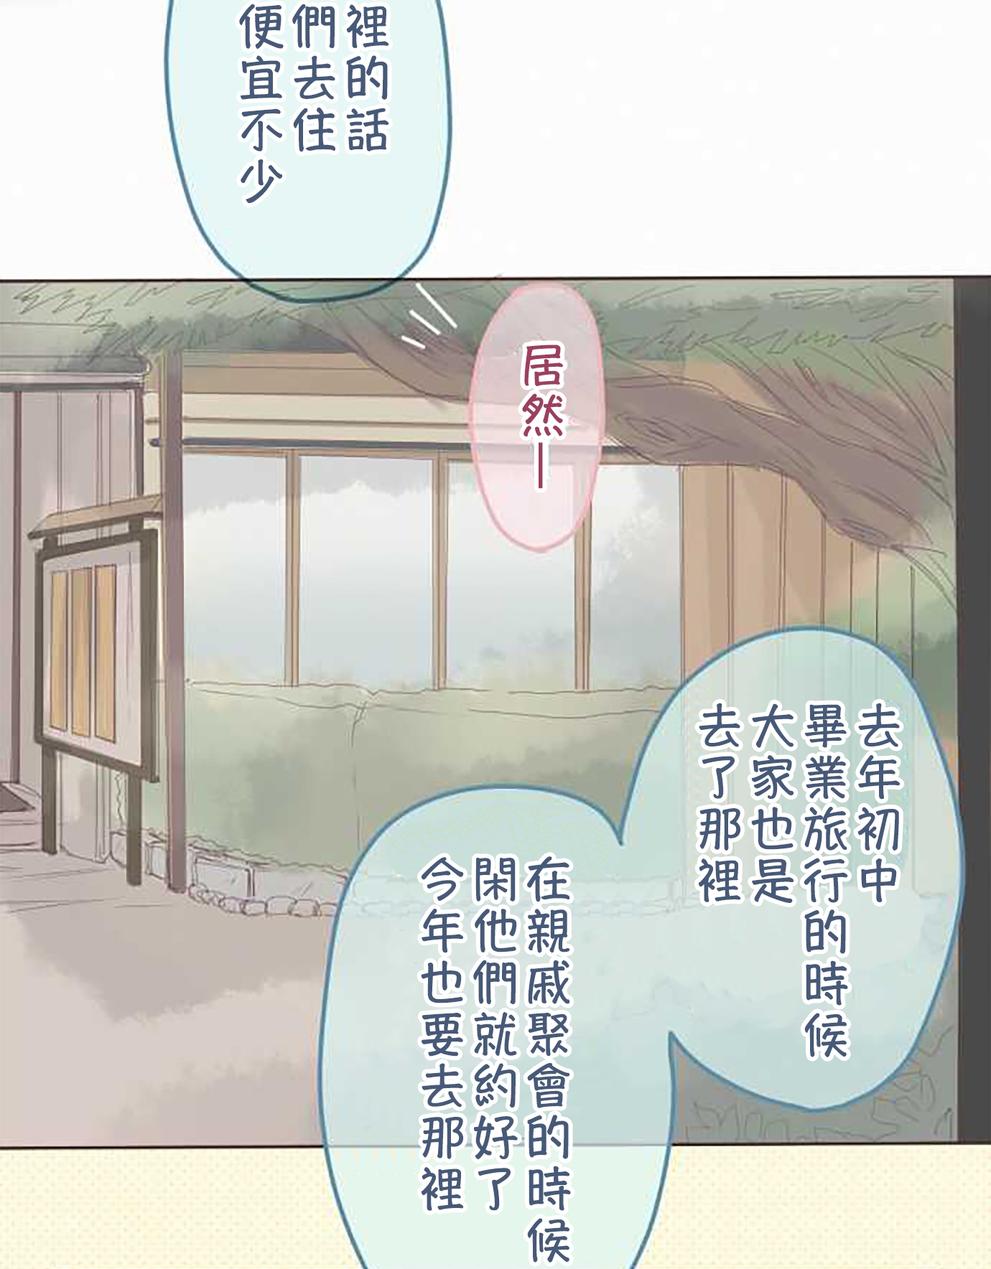 裡的話
們去住
便宜不少
居然—
去年初中
畢業旅行的時候
大家也是
去了那裡
在親戚聚會的時候
閑他們就約好了
今年也要去那裡